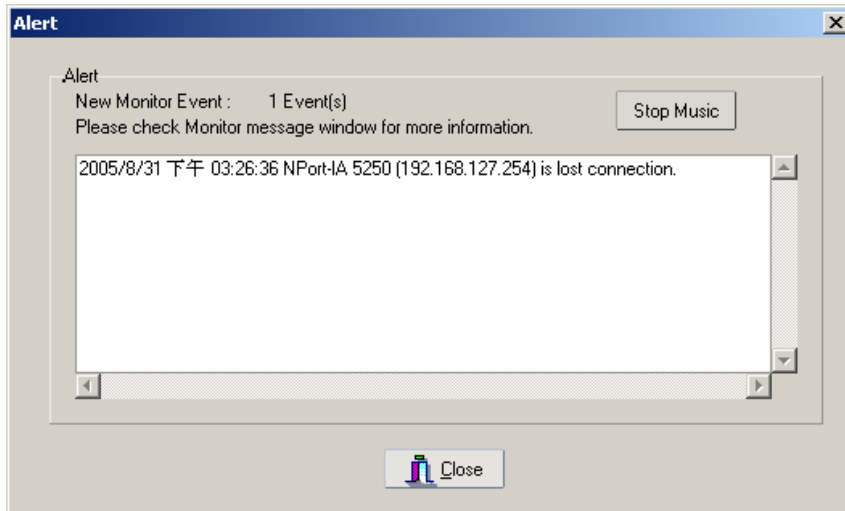 Alert
Alert
New Monitor Event : 1 Event(s)
Please check Monitor message window for more information.
Stop Music
2005/8/31 下午 03:26:36 NPort-IA 5250 (192.168.127.254) is lost connection.
Close